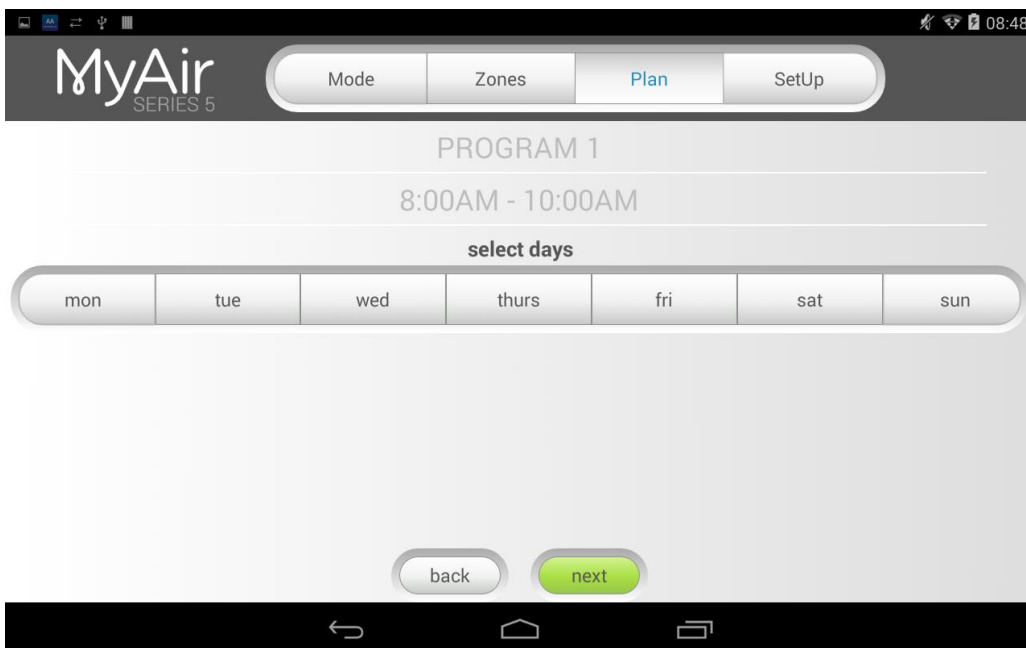 AA 08:48
MyAir
SERIES 5
Mode Zones Plan SetUp
PROGRAM 1
8:00AM - 10:00AM
select days
mon tue wed thurs fri sat sun
back next